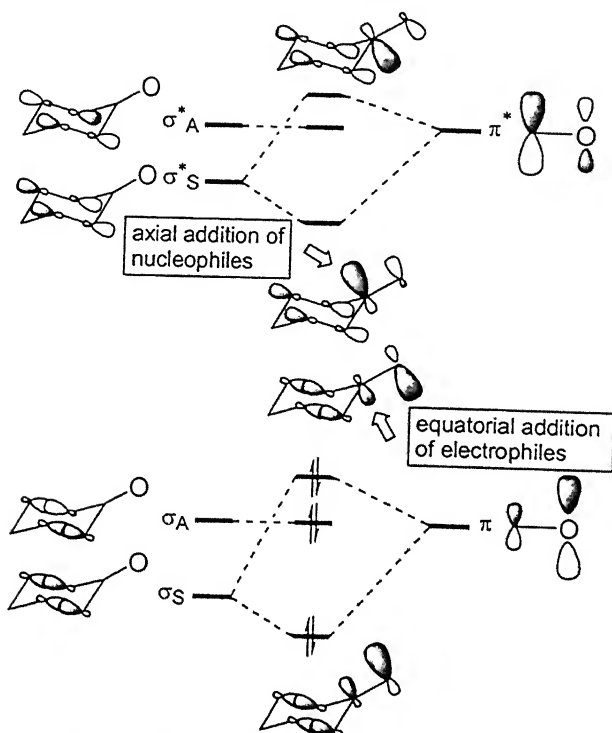 O
σ*A
π*
O
O
σ*S
axial addition of
nucleophiles
equatorial addition
of electrophiles
O
σA
π
O
O
σS